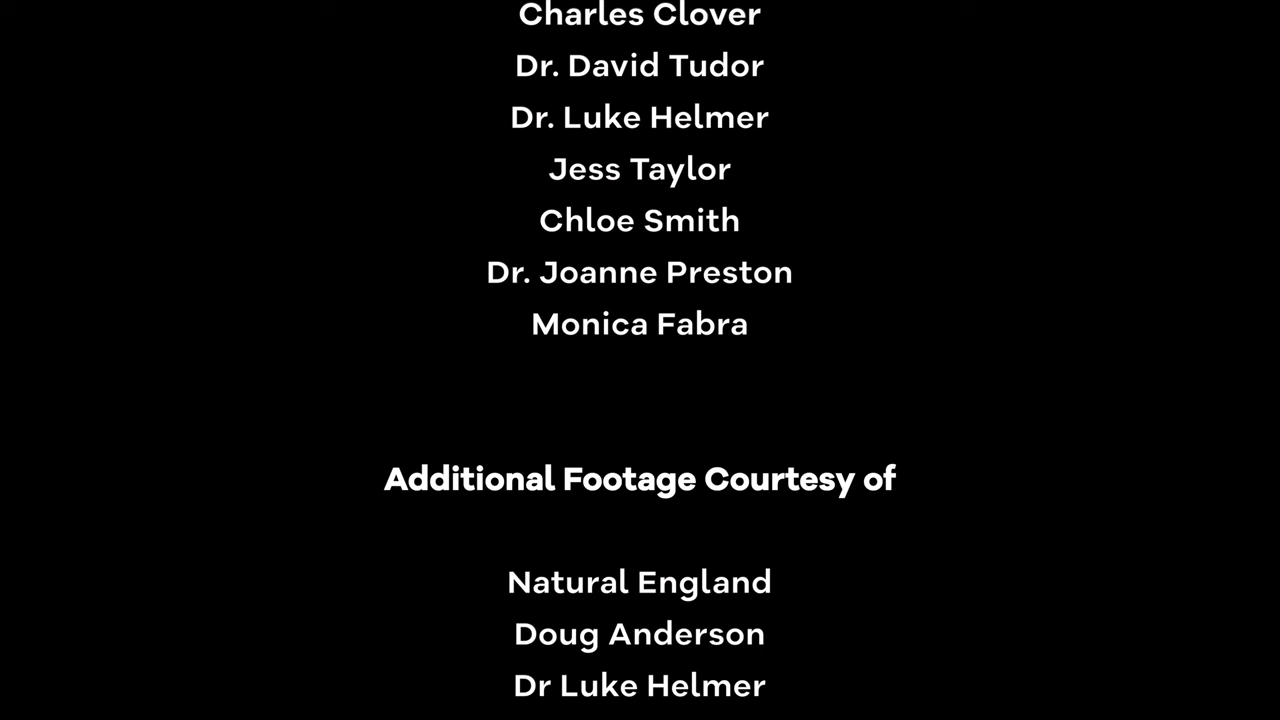 Charles Clover
Dr. David Tudor
Dr. Luke Helmer
Jess Taylor
Chloe Smith
Dr. Joanne Preston
Monica Fabra
Additional Footage Courtesy of
Natural England
Doug Anderson
Dr Luke Helmer